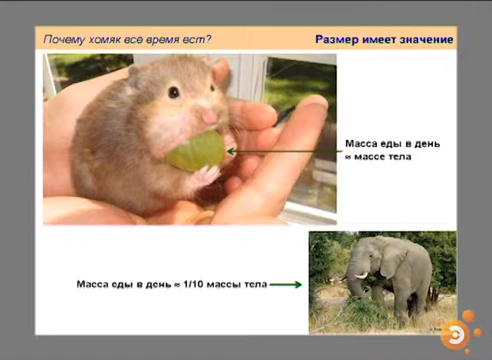 Почему хомяк всё время ест?
Размер имеет значение
Масса еды в день
≈ массе тела
Масса еды в день ≈ 1/10 массы тела